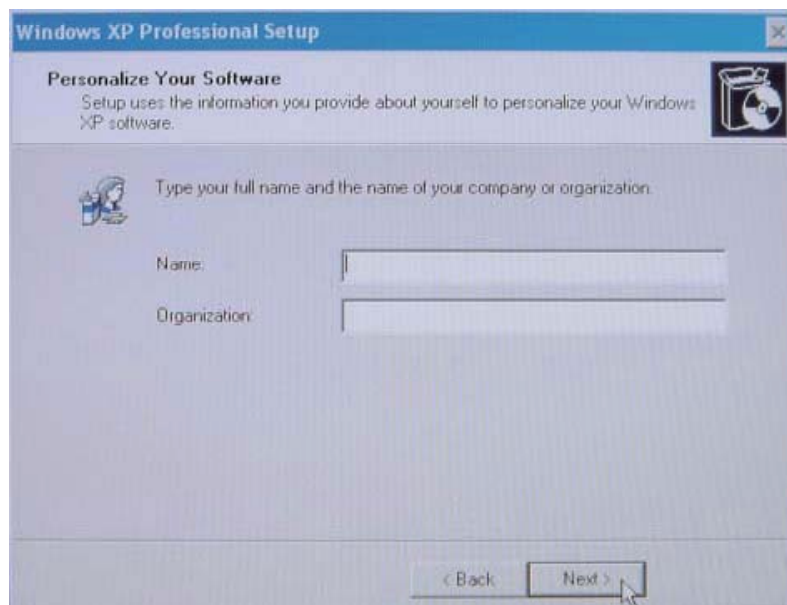 Windows XP Professional Setup
Personalize Your Software
Setup uses the information you provide about yourself to personalize your Windows
XP software.
Type your full name and the name of your company or organization.
Name:
Organization:
< Back
Next >